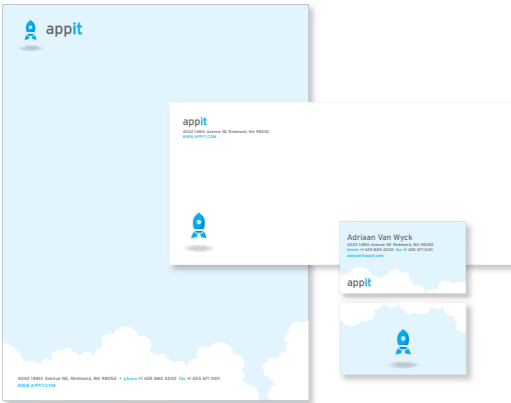 appit
appit
4042 148th Avenue NE Redmond, WA 98052
WWW.APPIT.COM
Adriaan Van Wyck
4042 148th Avenue NE Redmond, WA 98052
phone +1 425 883 4200 fax +1 425 671 0411
adriaan@appit.com
appit
4042 148th Avenue NE, Redmond, WA 98052 • phone +1 425 883 4200 fax +1 425 671 0411
WWW.APPIT.COM